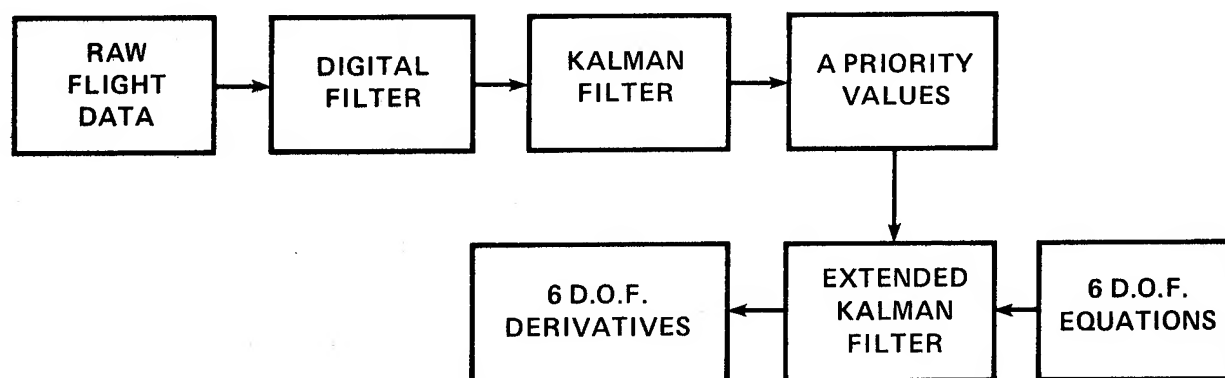 RAW
FLIGHT
DATA
DIGITAL
FILTER
KALMAN
FILTER
A PRIORITY
VALUES
6 D.O.F.
DERIVATIVES
EXTENDED
KALMAN
FILTER
6 D.O.F.
EQUATIONS